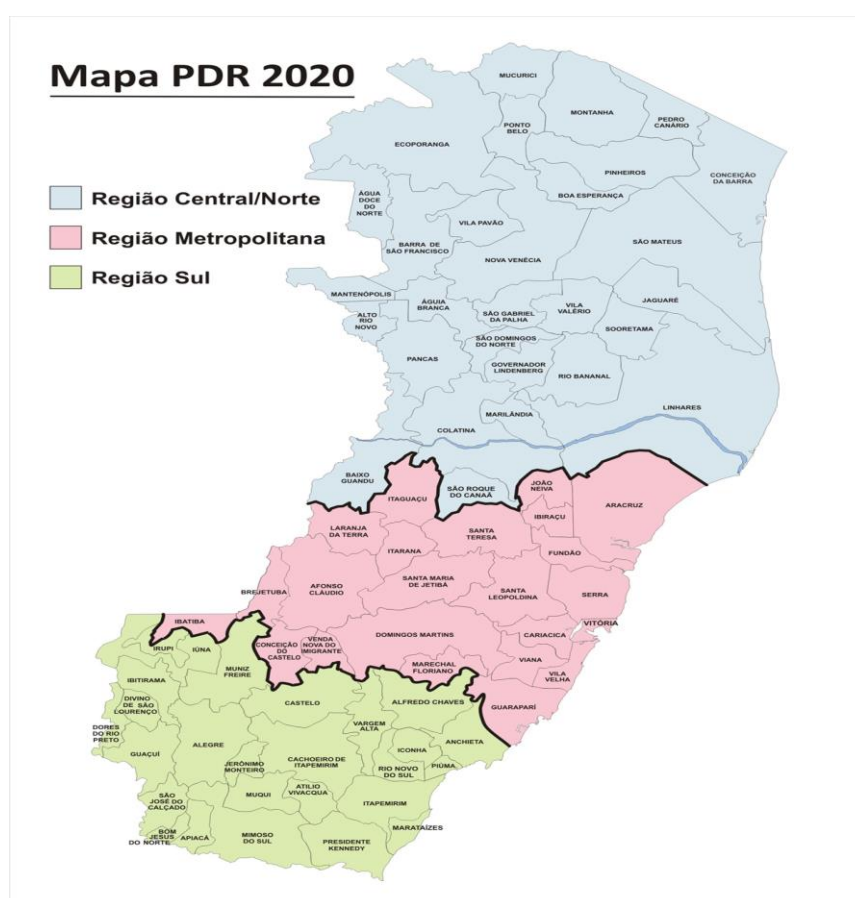 Mapa PDR 2020
Região Central/Norte
Região Metropolitana
Região Sul
MUCURICI
MONTANHA
PEDRO
CANÁRIO
PONTO
BELO
ECOPORANGA
PINHEIROS
CONCEIÇÃO
DA BARRA
BOA ESPERANÇA
ÁGUA
DOCE
DO
NORTE
VILA PAVÃO
BARRA DE
SÃO FRANCISCO
SÃO MATEUS
NOVA VENÉCIA
MANTENÓPOLIS
ÁGUIA
BRANCA
JAGUARÉ
ALTO
RIO
NOVO
SÃO GABRIEL
DA PALHA
VILA
VALÉRIO
SOORETAMA
SÃO DOMINGOS
DO NORTE
PANCAS
GOVERNADOR
LINDENBERG
RIO BANANAL
LINHARES
MARILÂNDIA
COLATINA
BAIXO
GUANDU
SÃO ROQUE
DO CANAÃ
ITAGUAÇU
JOÃO
NEIVA
ARACRUZ
IBIRAÇU
LARANJA
DA TERRA
SANTA
TERESA
ITARANA
FUNDÃO
BREJETUBA
AFONSO
CLÁUDIO
SANTA MARIA
DE JETIBÁ
SANTA
LEOPOLDINA
SERRA
IBATIBA
VITÓRIA
CONCEIÇÃO
DO
CASTELO
VENDA
NOVA DO
IMIGRANTE
DOMINGOS MARTINS
CARIACICA
MARECHAL
FLORIANO
VIANA
VILA
VELHA
GUARAPARÍ
IRUPI
IÚNA
MUNIZ
FREIRE
IBITIRAMA
CASTELO
ALFREDO CHAVES
DIVINO
DE SÃO
LOURENÇO
DORES
DO RIO
PRETO
VARGEM
ALTA
ANCHIETA
ALEGRE
ICONHA
GUAÇUÍ
JERÔNIMO
MONTEIRO
CACHOEIRO DE
ITAPEMIRIM
RIO NOVO
DO SUL
PIÚMA
SÃO
JOSÉ DO
CALÇADO
MUQUI
ATILIO
VIVACQUA
ITAPEMIRIM
BOM
JESUS
DO NORTE
APIACÁ
MIMOSO
DO SUL
MARATAÍZES
PRESIDENTE
KENNEDY